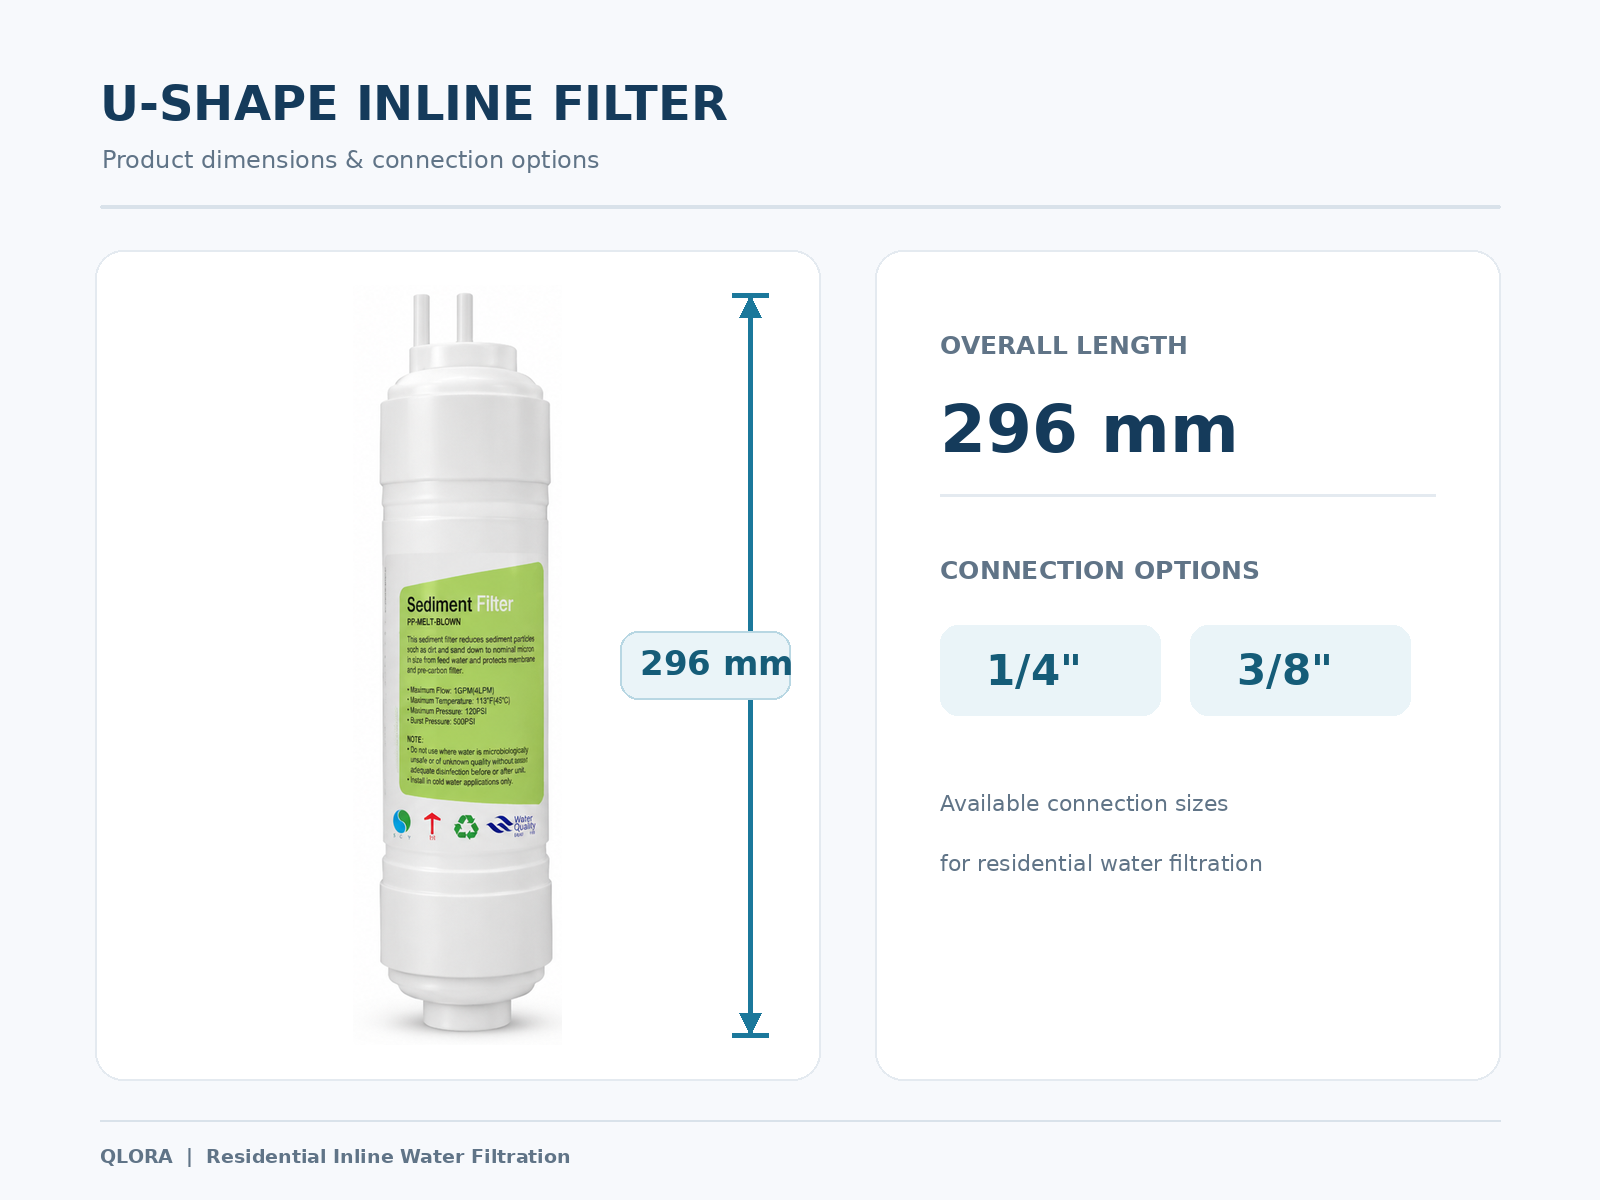 U-SHAPE INLINE FILTER
Product dimensions & connection options
Sediment Filter
PP-MELT-BLOWN
This sediment filter reduces sediment particles
such as dirt and sand down to nominal micron
in size from feed water and protects membrane
and pre-carbon filter.
• Maximum Flow: 1GPM(4LPM)
• Maximum Temperature: 113°F(45°C)
• Maximum Pressure: 120PSI
• Burst Pressure: 500PSI
NOTE:
• Do not use where water is microbiologically
unsafe or of unknown quality without
adequate disinfection before or after unit.
• Install in cold water applications only.
Water
Quality
296 mm
OVERALL LENGTH
296 mm
CONNECTION OPTIONS
1/4" 3/8"
Available connection sizes
for residential water filtration
QLORA | Residential Inline Water Filtration